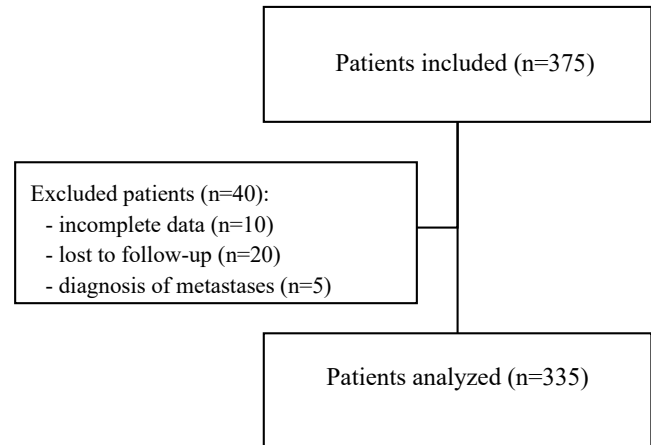 Patients included (n=375)
Excluded patients (n=40):
- incomplete data (n=10)
- lost to follow-up (n=20)
- diagnosis of metastases (n=5)
Patients analyzed (n=335)